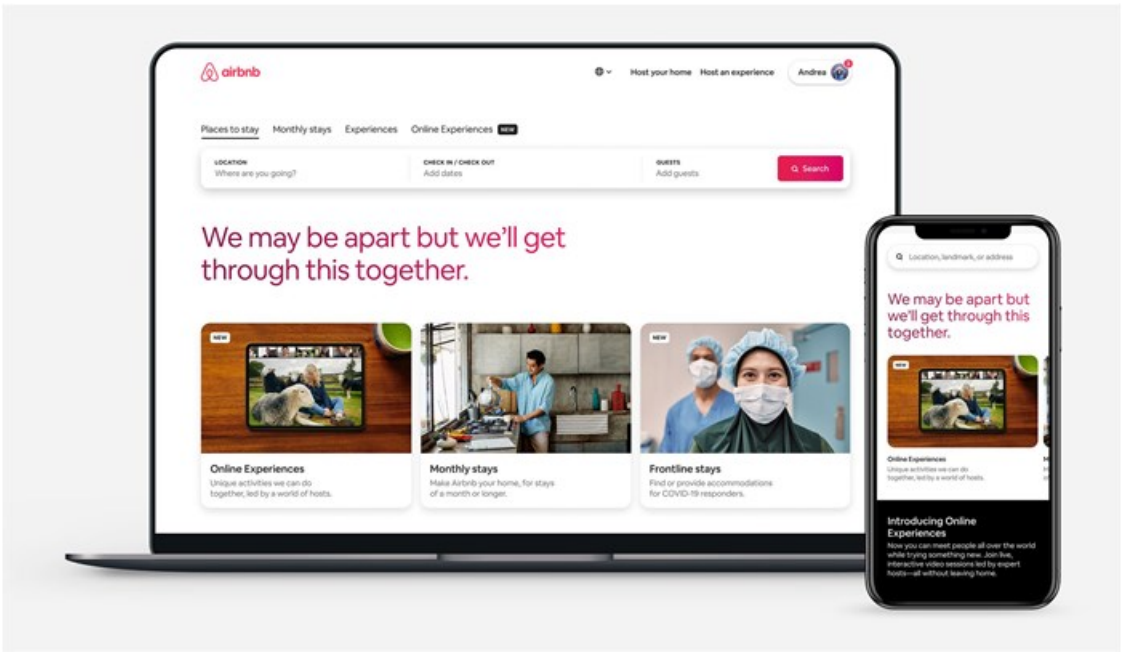 airbnb
Host your home Host an experience Andrea
Places to stay Monthly stays Experiences Online Experiences NEW
LOCATION
Where are you going?
CHECK IN / CHECK OUT
Add dates
GUESTS
Add guests
Search
We may be apart but we’ll get
through this together.
NEW
Online Experiences
Unique activities we can do
together, led by a world of hosts.
Monthly stays
Make Airbnb your home, for stays
of a month or longer.
NEW
Frontline stays
Find or provide accommodations
for COVID-19 responders.
Location, landmark, or address
We may be apart but
we’ll get through this
together.
NEW
Online Experiences
Unique activities we can do
together, led by a world of hosts.
Introducing Online
Experiences
Now you can meet people all over the world
while trying something new. Join live,
interactive video sessions led by expert
hosts—all without leaving home.